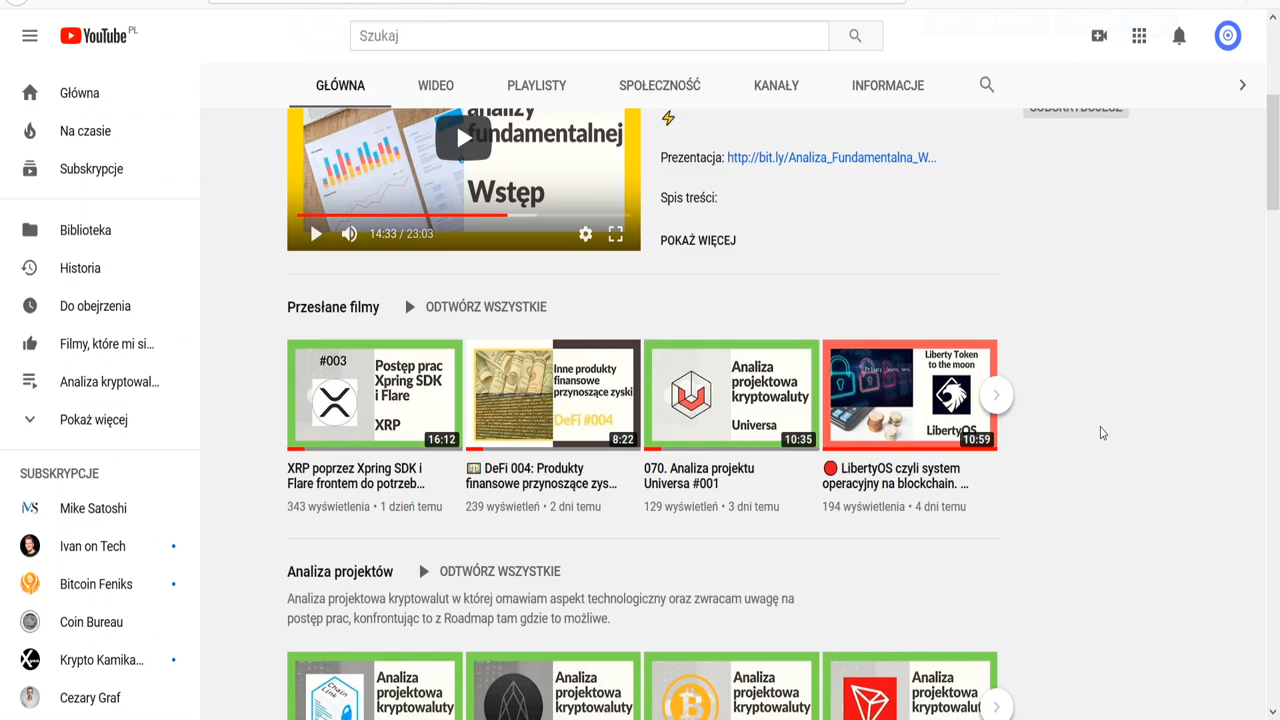 YouTube PL
Szukaj
Główna
Na czasie
Subskrypcje
Biblioteka
Historia
Do obejrzenia
Filmy, które mi si...
Analiza kryptowal...
Pokaż więcej
SUBSKRYPCJE
Mike Satoshi
Ivan on Tech
Bitcoin Feniks
Coin Bureau
Krypto Kamika...
Cezary Graf
GŁÓWNA
WIDEO
PLAYLISTY
SPOŁECZNOŚĆ
KANAŁY
INFORMACJE
SUBSKRYBUJESZ
analizy
fundamentalnej
Wstęp
14:33 / 23:03
Prezentacja: http://bit.ly/Analiza_Fundamentalna_W...
Spis treści:
POKAŻ WIĘCEJ
Przesłane filmy
ODTWÓRZ WSZYSTKIE
#003
Postęp prac
Xpring SDK
i Flare
XRP
16:12
XRP poprzez Xpring SDK i
Flare frontem do potrzeb...
343 wyświetlenia • 1 dzień temu
Inne produkty
finansowe
przynoszące zyski
DeFi #004
8:22
DeFi 004: Produkty
finansowe przynoszące zys...
239 wyświetleń • 2 dni temu
Analiza
projektowa
kryptowaluty
Universa
10:35
070. Analiza projektu
Universa #001
129 wyświetleń • 3 dni temu
Liberty Token
to the moon
LibertyOS
10:59
LibertyOS czyli system
operacyjny na blockchain. ...
194 wyświetlenia • 4 dni temu
Analiza projektów
ODTWÓRZ WSZYSTKIE
Analiza projektowa kryptowalut w której omawiam aspekt technologiczny oraz zwracam uwagę na
postęp prac, konfrontując to z Roadmap tam gdzie to możliwe.
Chain
Link
Analiza
projektowa
kryptowaluty
Analiza
projektowa
kryptowaluty
Analiza
projektowa
kryptowaluty
Analiza
projektowa
kryptowaluty